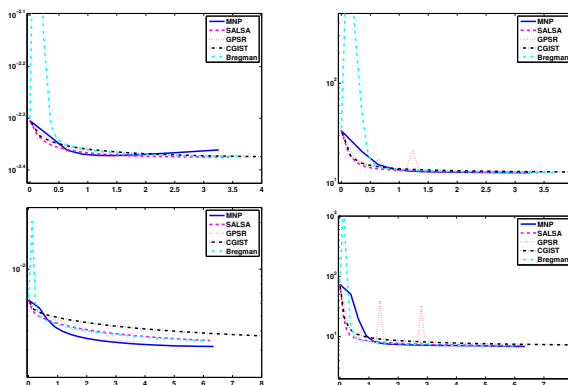 10^-2.1
MNP
SALSA
GPSR
CGIST
Bregman
10^-2.2
10^-2.3
10^-2.4
0 0.5 1 1.5 2 2.5 3 3.5 4
MNP
SALSA
GPSR
CGIST
Bregman
10^2
10^1
0 0.5 1 1.5 2 2.5 3 3.5
MNP
SALSA
GPSR
CGIST
Bregman
10^-2
0 1 2 3 4 5 6 7 8
10^3
MNP
SALSA
GPSR
CGIST
Bregman
10^2
10^1
0 1 2 3 4 5 6 7